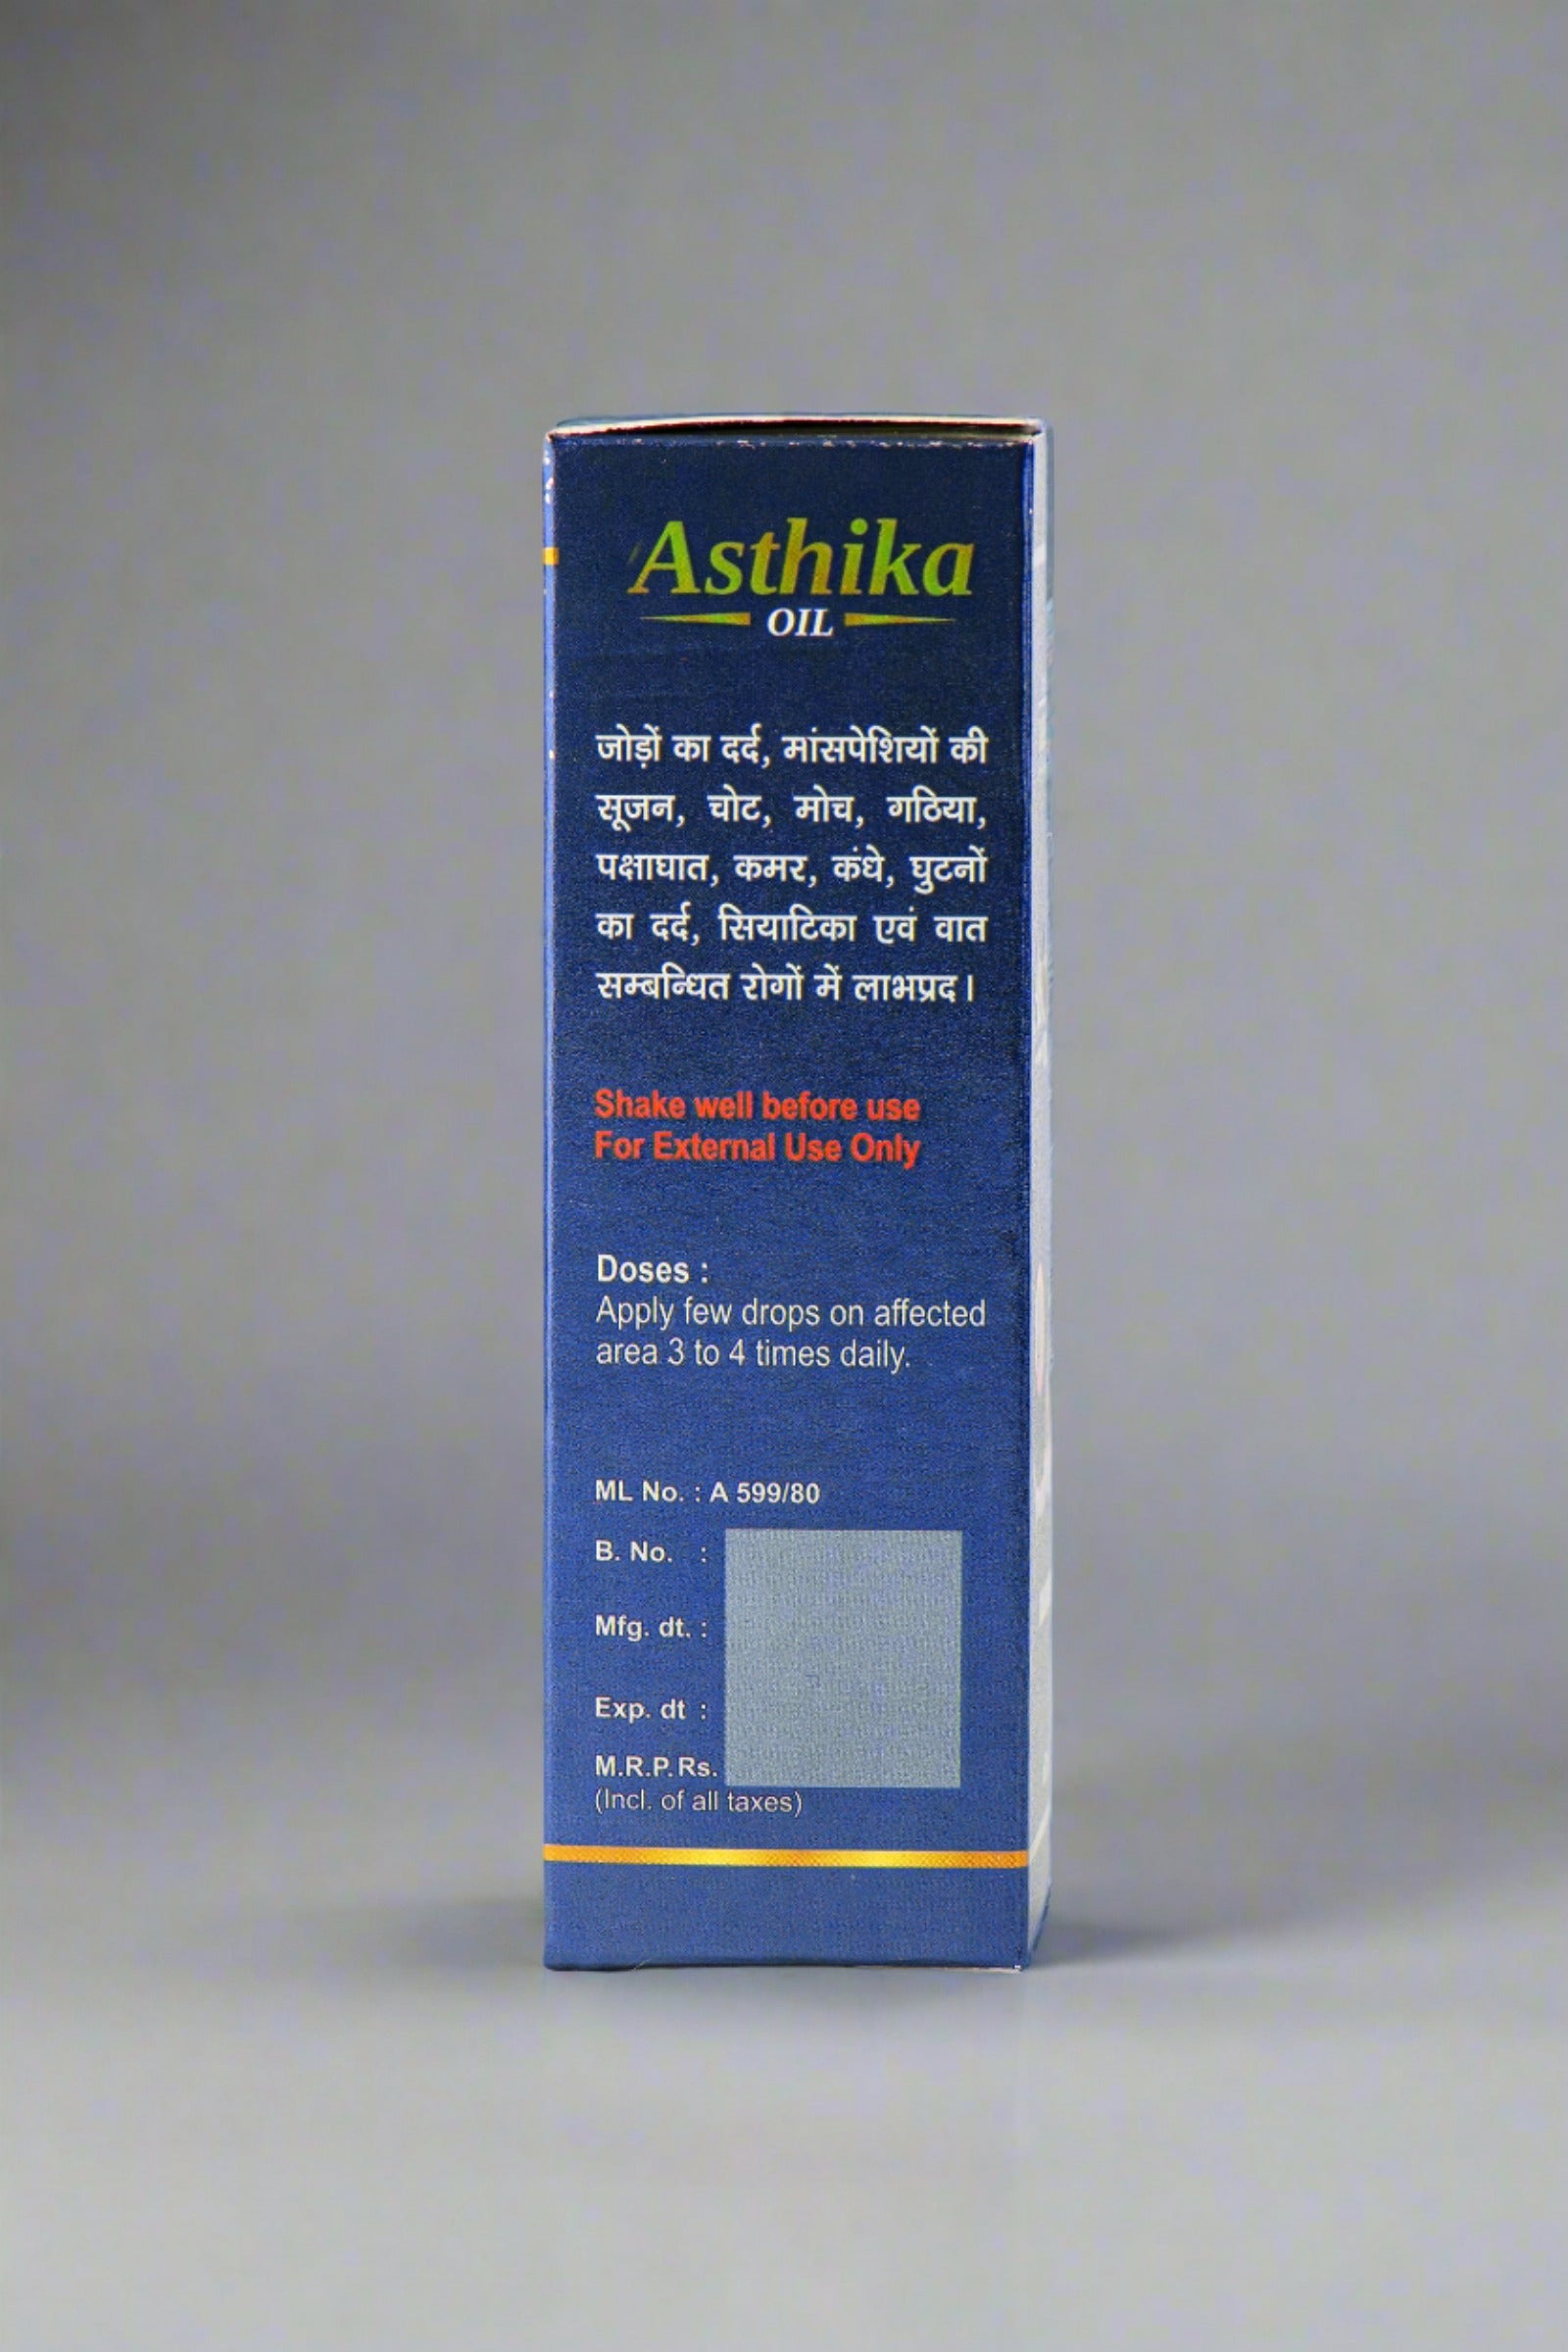 Asthika
OIL
जोड़ों का दर्द, मांसपेशियों की
सूजन, चोट, मोच, गठिया,
पक्षाघात, कमर, कंधे, घुटनों
का दर्द, सियाटिका एवं वात
सम्बन्धित रोगों में लाभप्रद।
Shake well before use
For External Use Only
Doses :
Apply few drops on affected
area 3 to 4 times daily.
ML No. : A 599/80
B. No. :
Mfg. dt. :
Exp. dt :
M.R.P. Rs.
(Incl. of all taxes)